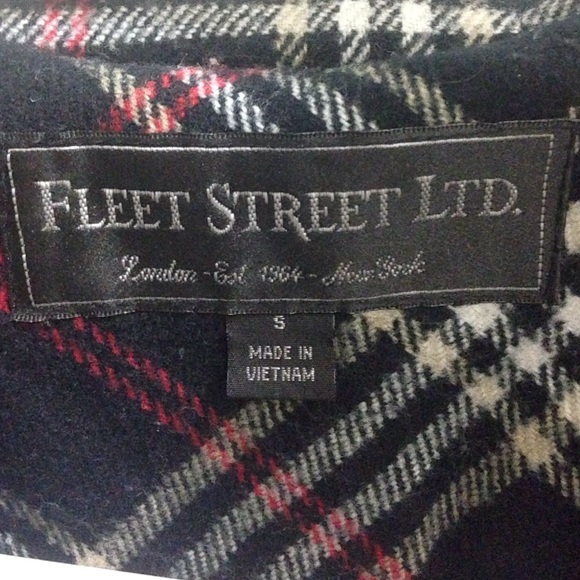 FLEET STREET LTD.
London - Est. 1964 - New York
S
MADE IN
VIETNAM